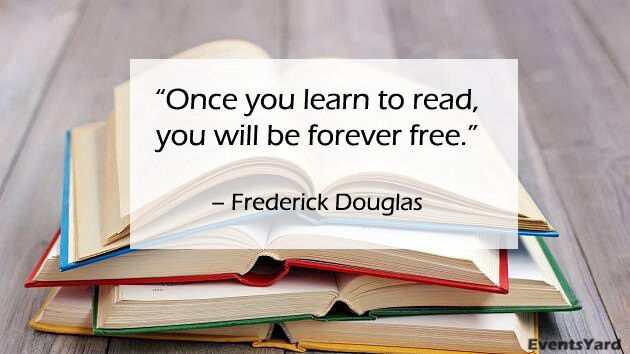 “Once you learn to read,
you will be forever free.”
– Frederick Douglas
EventsYard